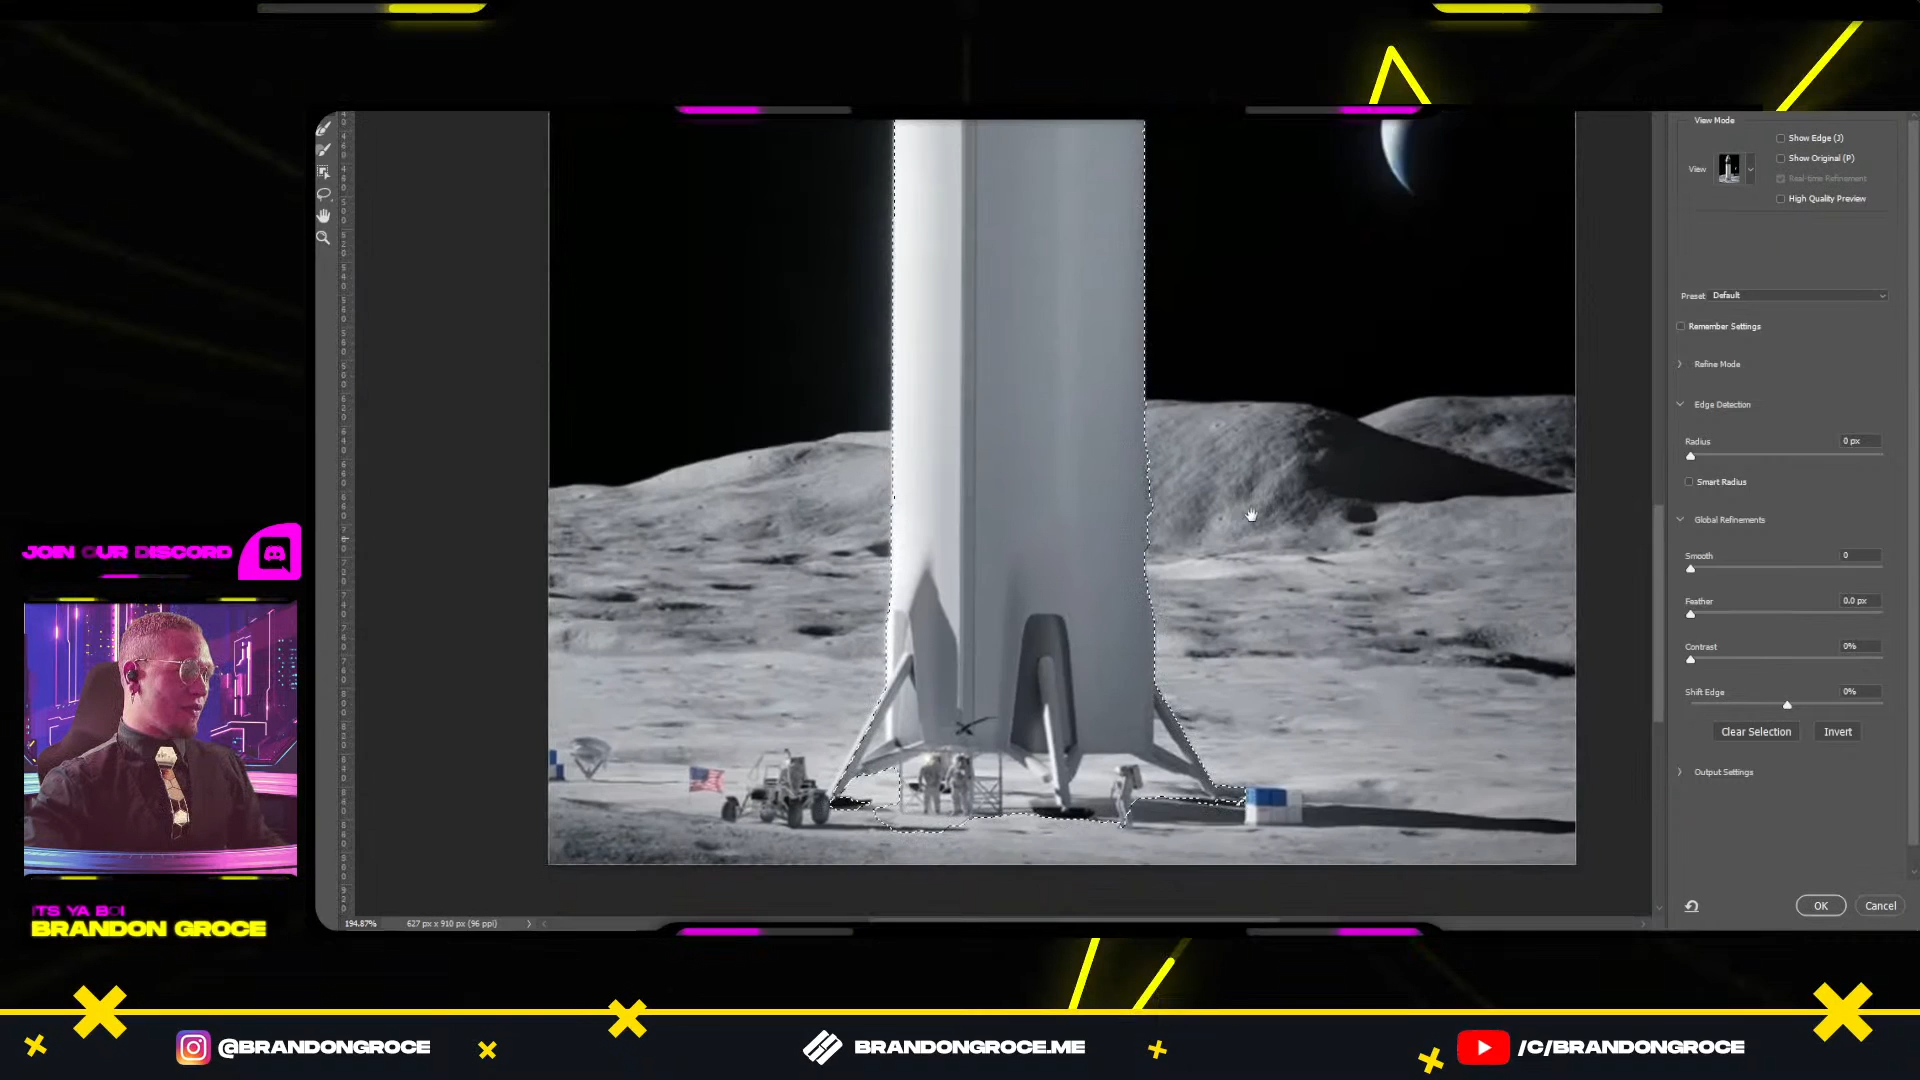 View Mode
Show Edge (J)
View
Show Original (P)
Real-time Refinement
High Quality Preview
Preset
Default
Remember Settings
Refine Mode
Edge Detection
Radius
0 px
Smart Radius
Global Refinements
Smooth
0
Feather
0.0 px
Contrast
0%
Shift Edge
0%
Clear Selection
Invert
Output Settings
OK
Cancel
194.87%
627 px x 910 px (96 ppi)
JOIN OUR DISCORD
ITS YA BOI
BRANDON GROCE
@BRANDONGROCE
BRANDONGROCE.ME
/C/BRANDONGROCE